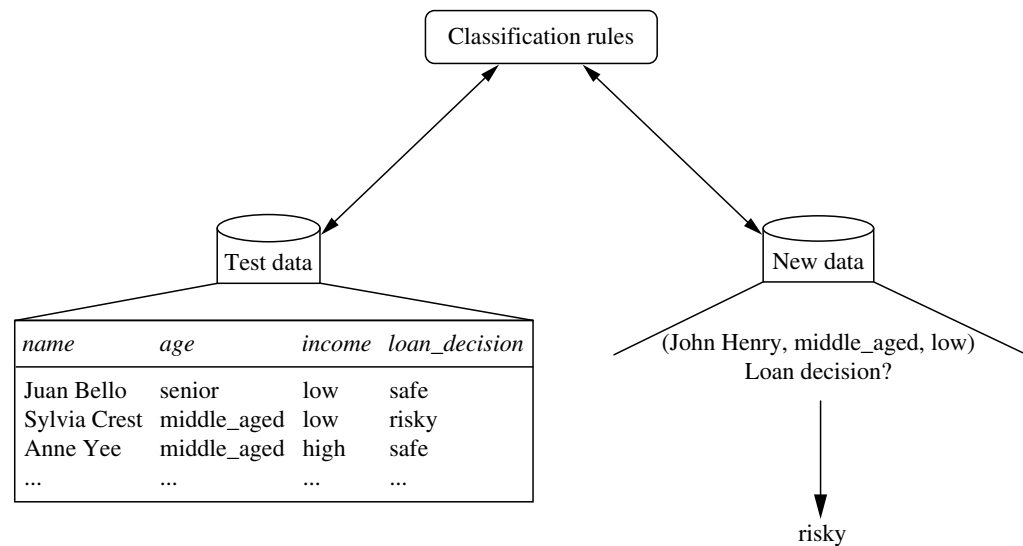 Classification rules
Test data
New data
name age income loan_decision
Juan Bello senior low safe
Sylvia Crest middle_aged low risky
Anne Yee middle_aged high safe
... ... ... ...
(John Henry, middle_aged, low)
Loan decision?
risky